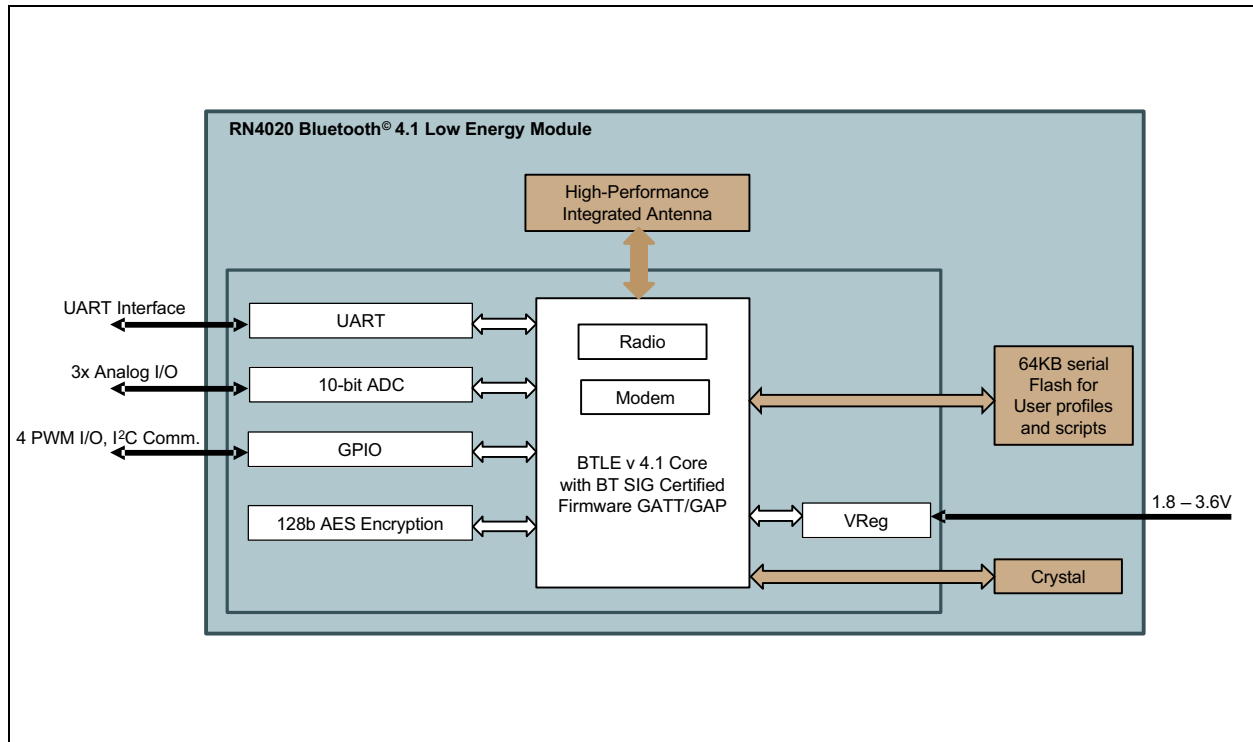 RN4020 Bluetooth© 4.1 Low Energy Module
High-Performance
Integrated Antenna
UART Interface
UART
Radio
3x Analog I/O
10-bit ADC
Modem
64KB serial
Flash for
User profiles
and scripts
4 PWM I/O, I²C Comm.
GPIO
BTLE v 4.1 Core
with BT SIG Certified
Firmware GATT/GAP
128b AES Encryption
VReg
1.8 – 3.6V
Crystal